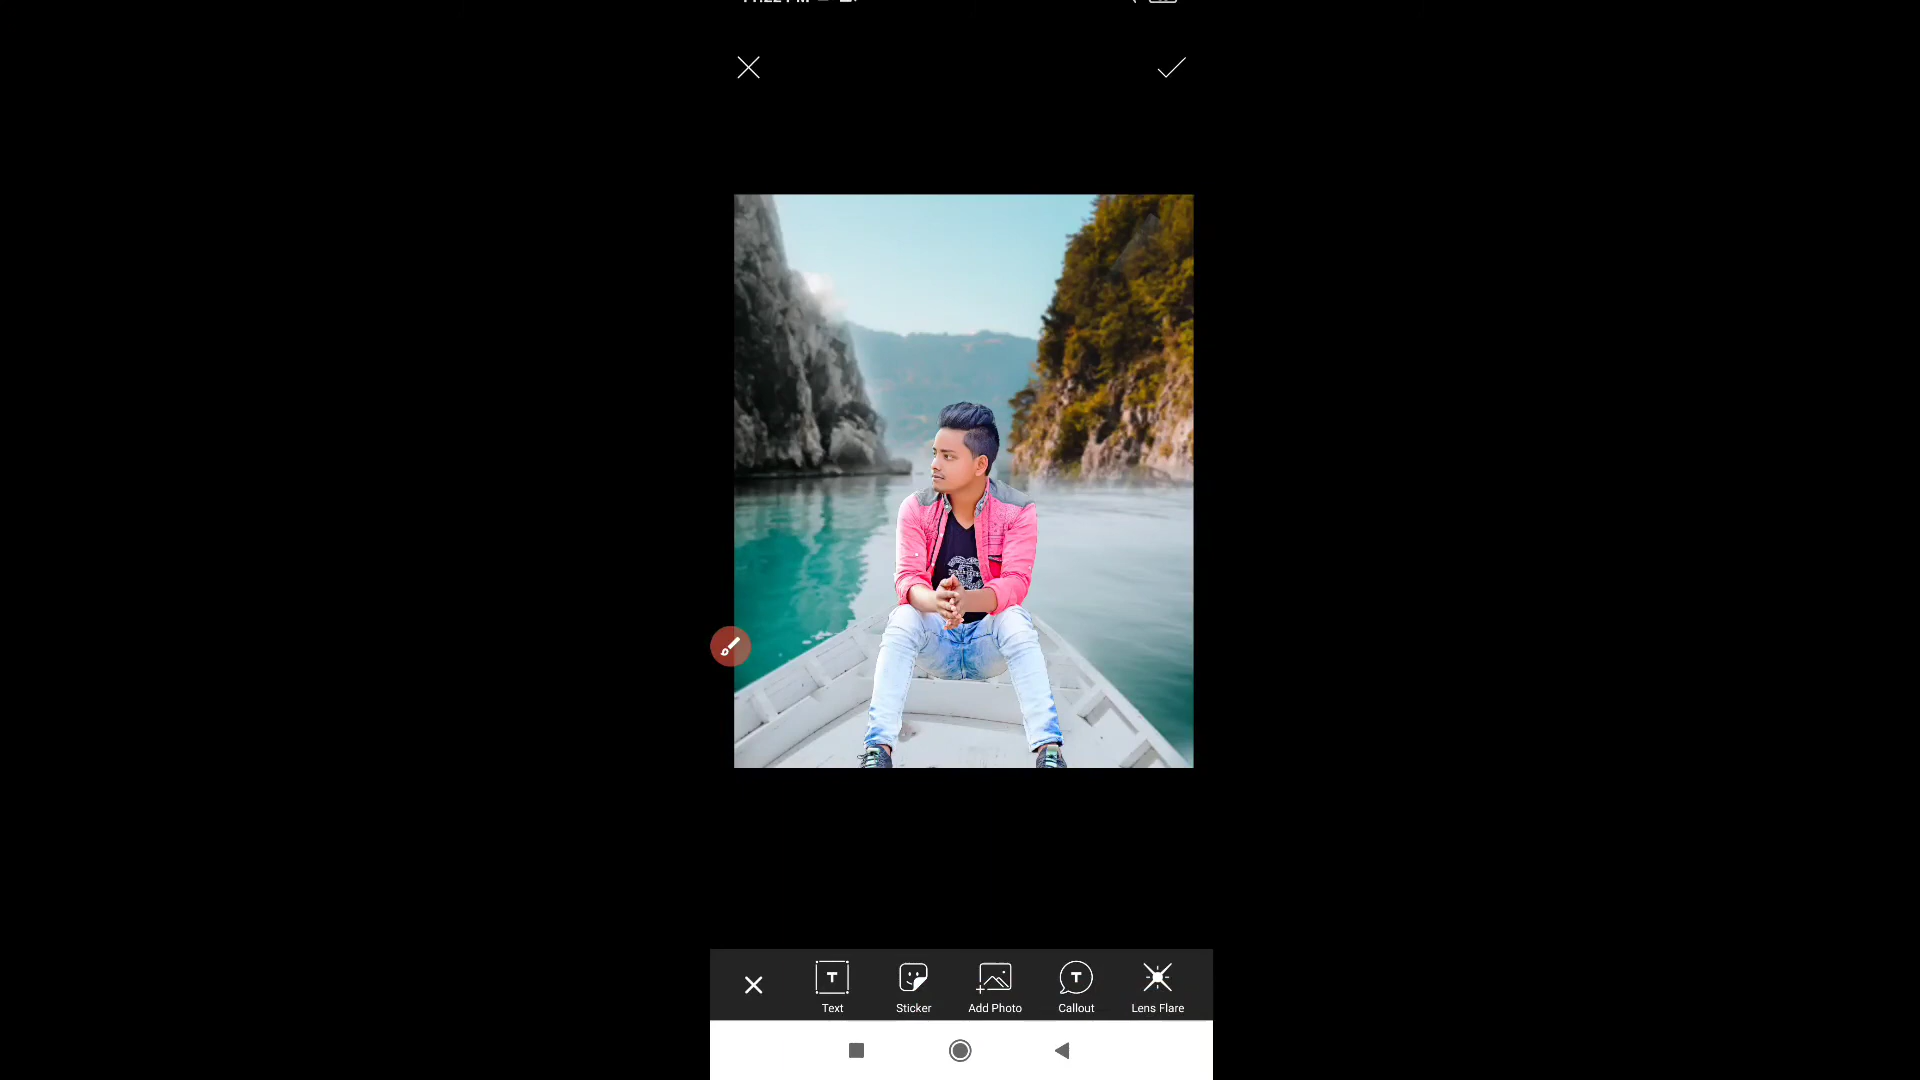 Text
Sticker
Add Photo
Callout
Lens Flare